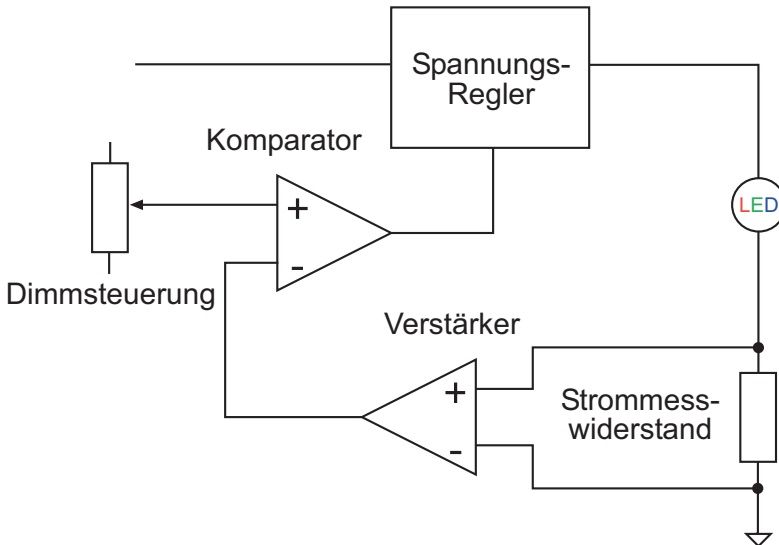 Spannungs-
Regler
Komparator
+
-
LED
Dimmsteuerung
Verstärker
+
-
Strommess-
widerstand